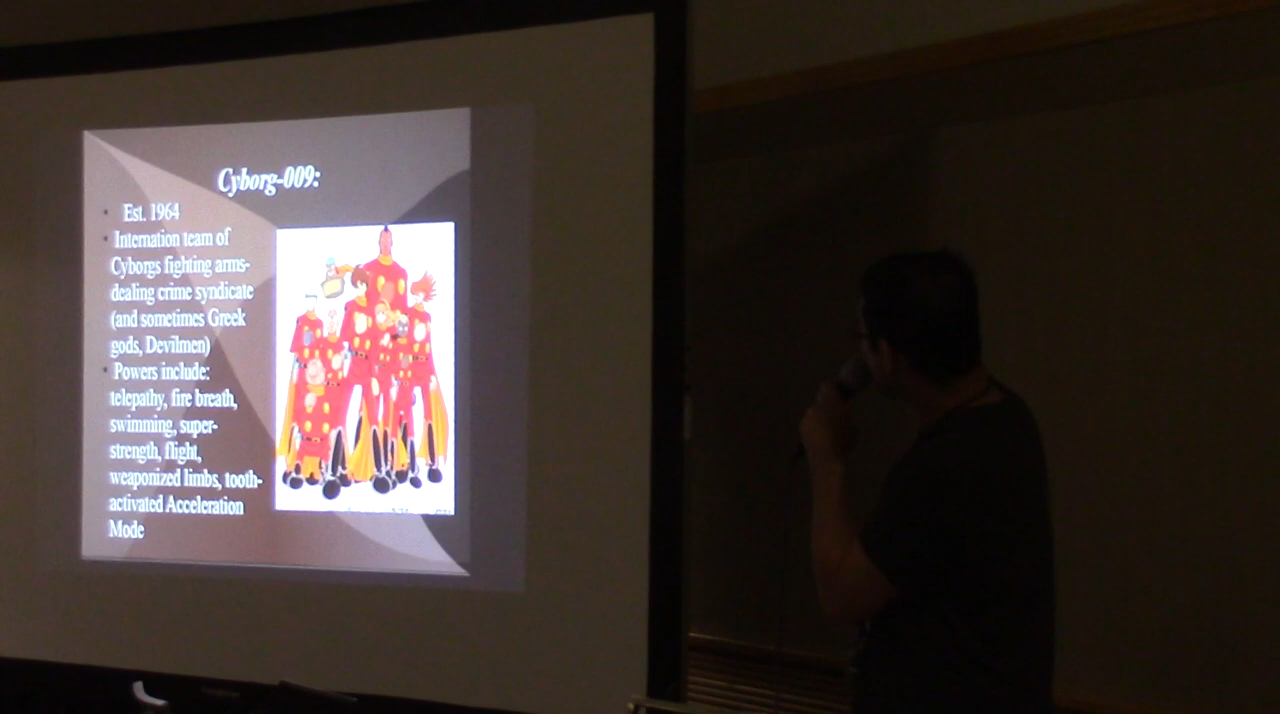 Cyborg-009:
• Est. 1964
• Internation team of
Cyborgs fighting arms-
dealing crime syndicate
(and sometimes Greek
gods, Devilmen)
• Powers include:
telepathy, fire breath,
swimming, super-
strength, flight,
weaponized limbs, tooth-
activated Acceleration
Mode